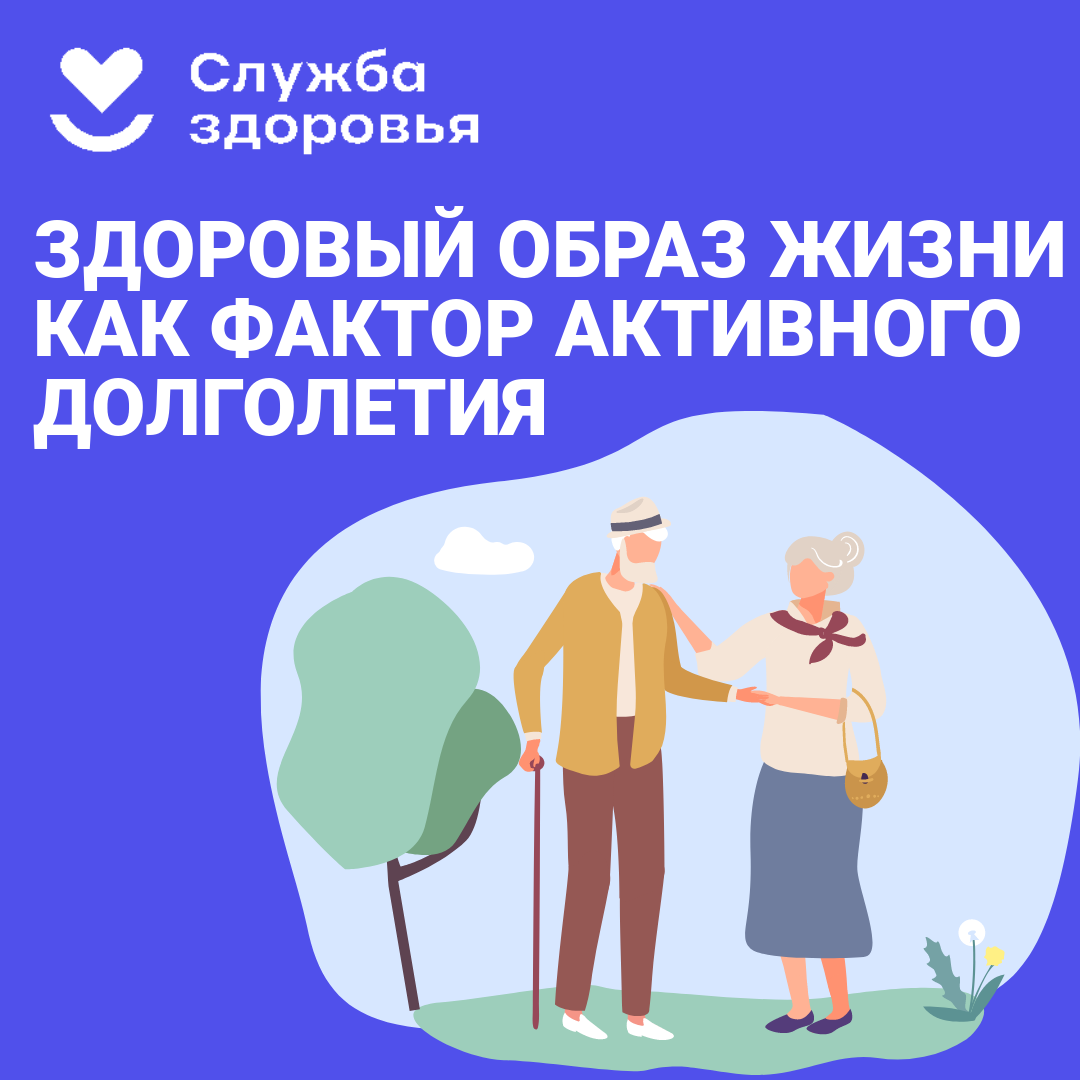 Служба
здоровья
ЗДОРОВЫЙ ОБРАЗ ЖИЗНИ
КАК ФАКТОР АКТИВНОГО
ДОЛГОЛЕТИЯ